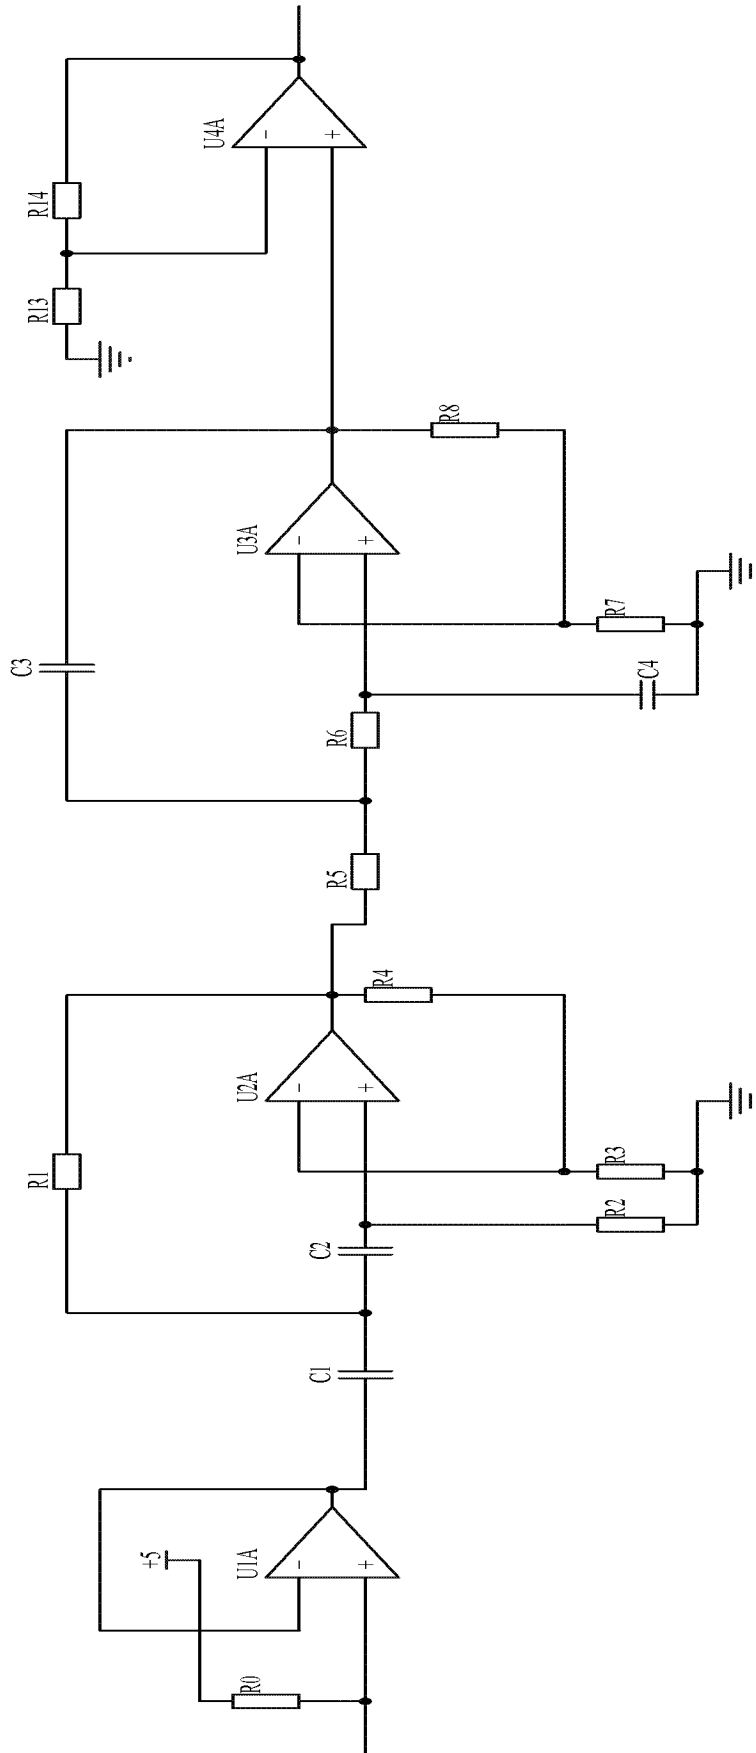 +5
R0
U1A
-
+
C1
C2
R1
R2
R3
R4
U2A
-
+
R5
R6
C3
C4
R7
R8
U3A
-
+
R13
R14
U4A
-
+